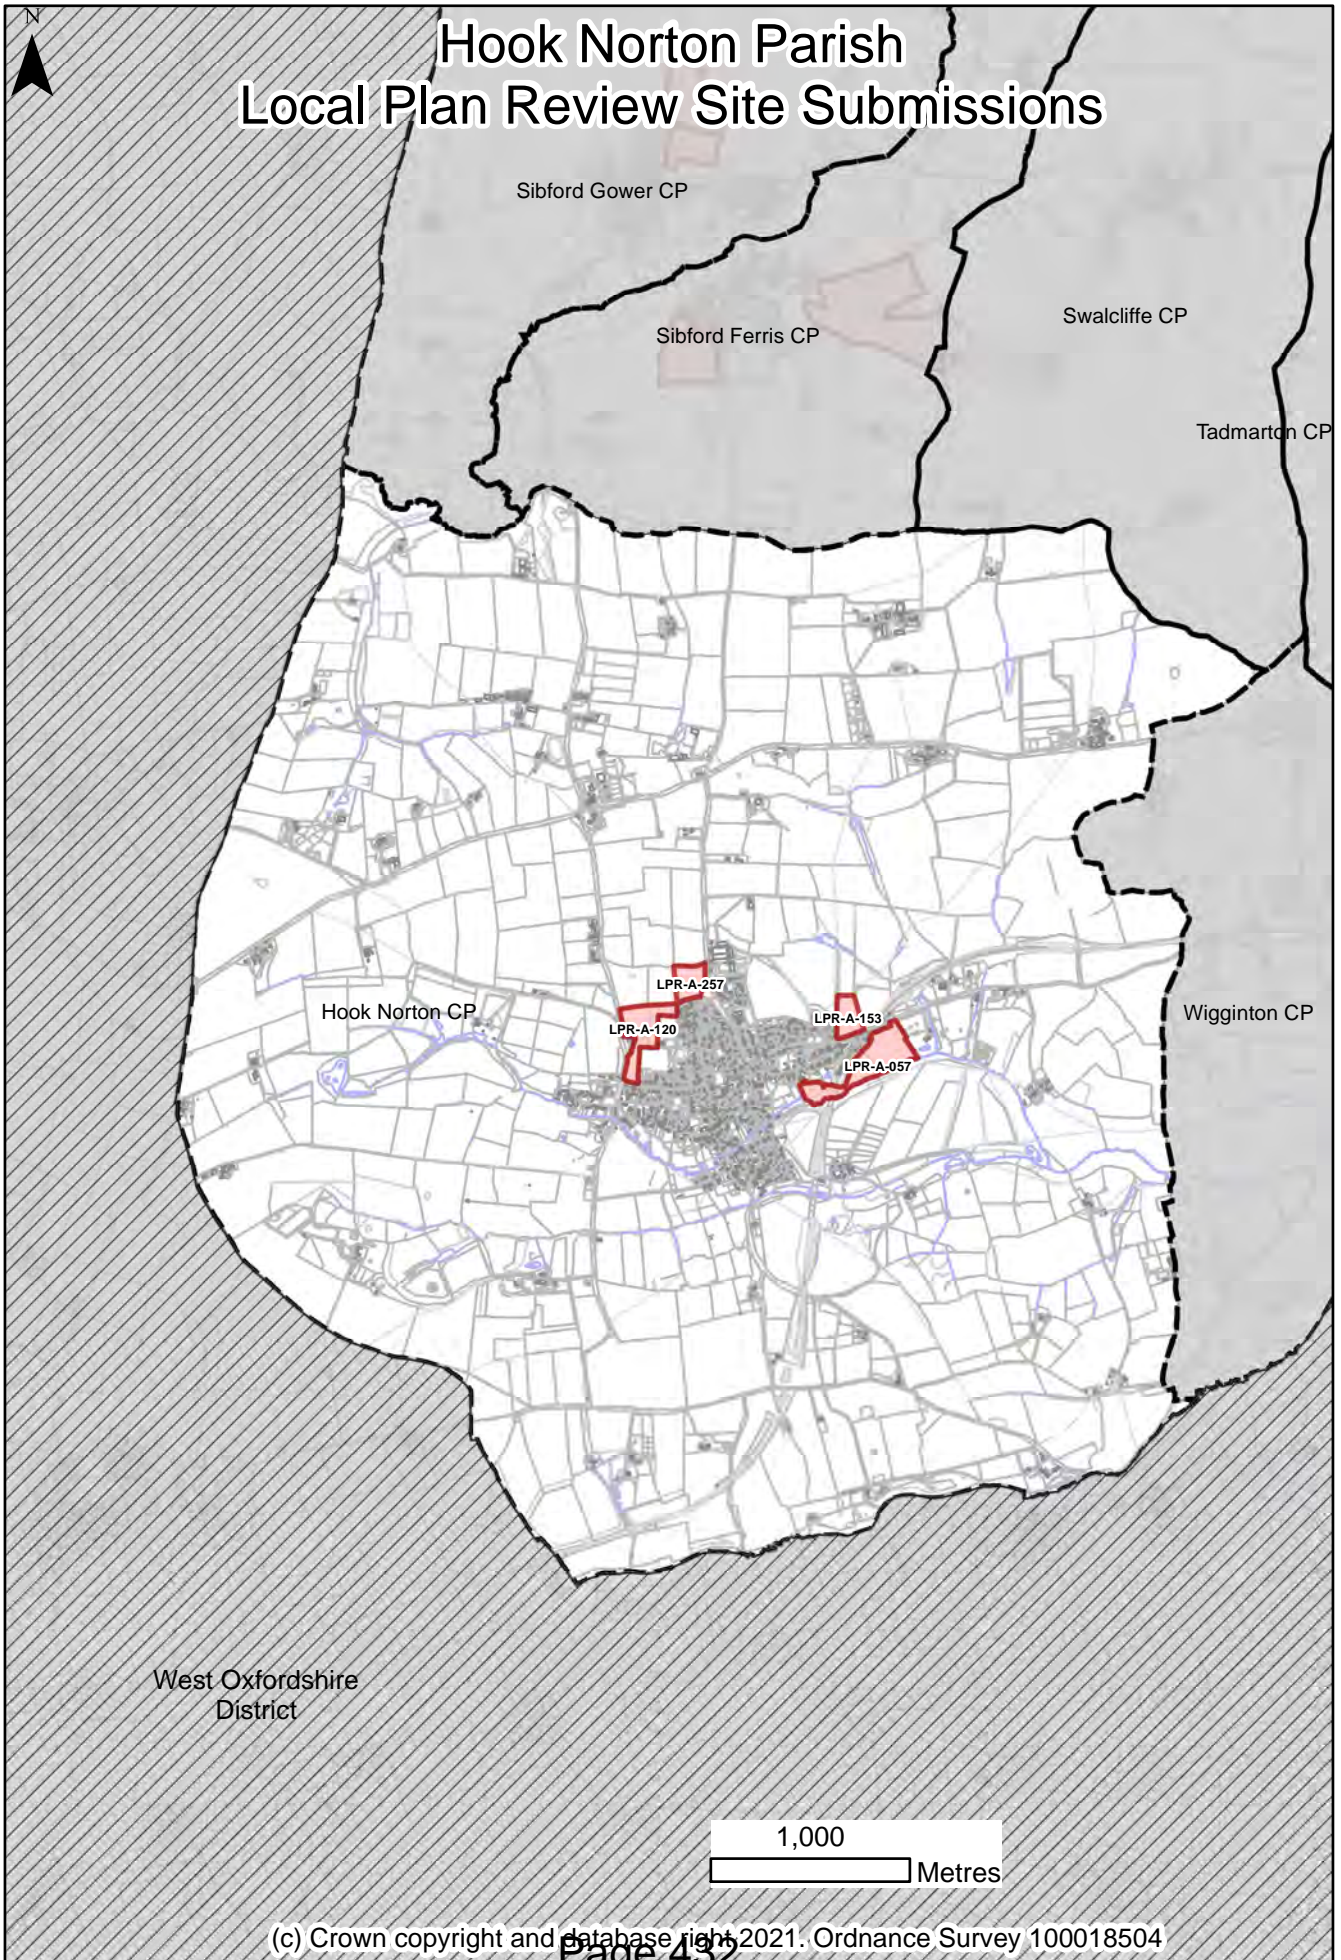 N
Hook Norton Parish
Local Plan Review Site Submissions
Sibford Gower CP
Swalcliffe CP
Sibford Ferris CP
Tadmarton CP
LPR-A-257
Hook Norton CP
LPR-A-120
LPR-A-153
Wigginton CP
LPR-A-057
West Oxfordshire
District
1,000
Metres
(c) Crown copyright and database right 2021. Ordnance Survey 100018504
Page 432